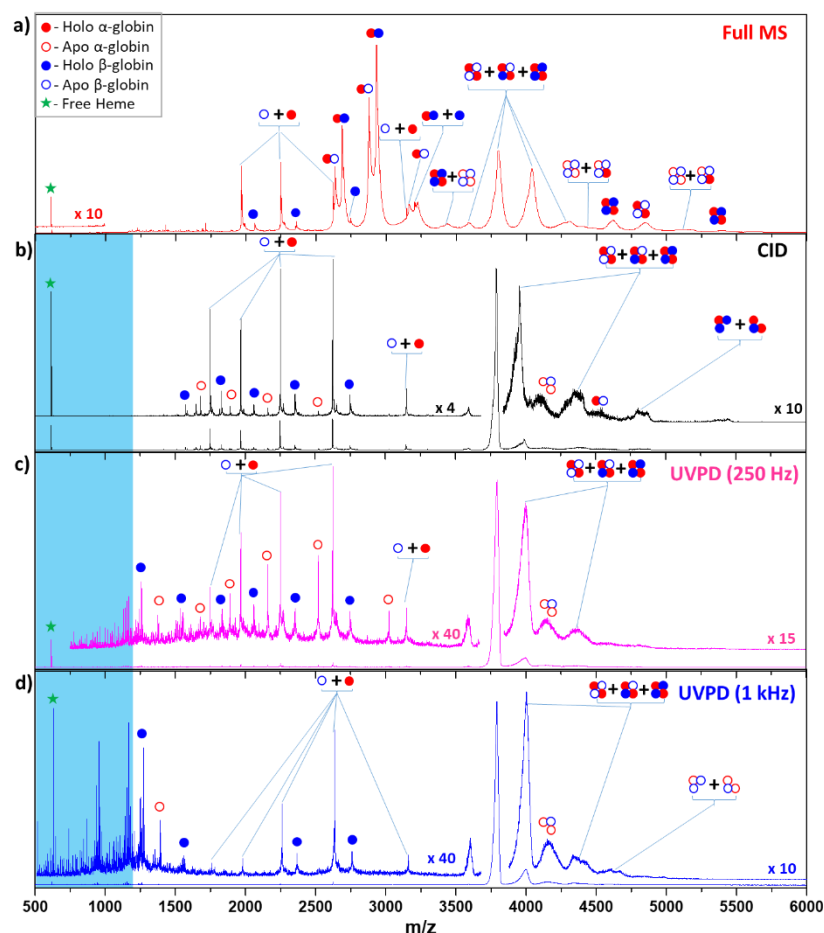 a)
- Holo α-globin
- Apo α-globin
- Holo β-globin
- Apo β-globin
- Free Heme
Full MS
+
+
+
+ +
+
+
+
x 10
b)
CID
+
+ +
+
+
x 4
x 10
c)
UVPD (250 Hz)
+
+ +
+
x 40
x 15
d)
UVPD (1 kHz)
+
+ +
+
x 40
x 10
500 1000 1500 2000 2500 3000 3500 4000 4500 5000 5500 6000
m/z